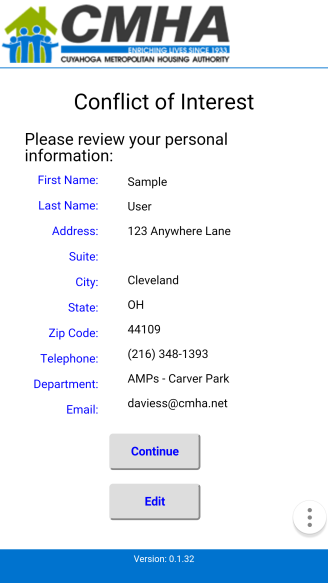 CMHA
ENRICHING LIVES SINCE 1933
CUYAHOGA METROPOLITAN HOUSING AUTHORITY
Conflict of Interest
Please review your personal
information:
First Name: Sample
Last Name: User
Address: 123 Anywhere Lane
Suite:
City: Cleveland
State: OH
Zip Code: 44109
Telephone: (216) 348-1393
Department: AMPs - Carver Park
Email: daviess@cmha.net
Continue
Edit
Version: 0.1.32